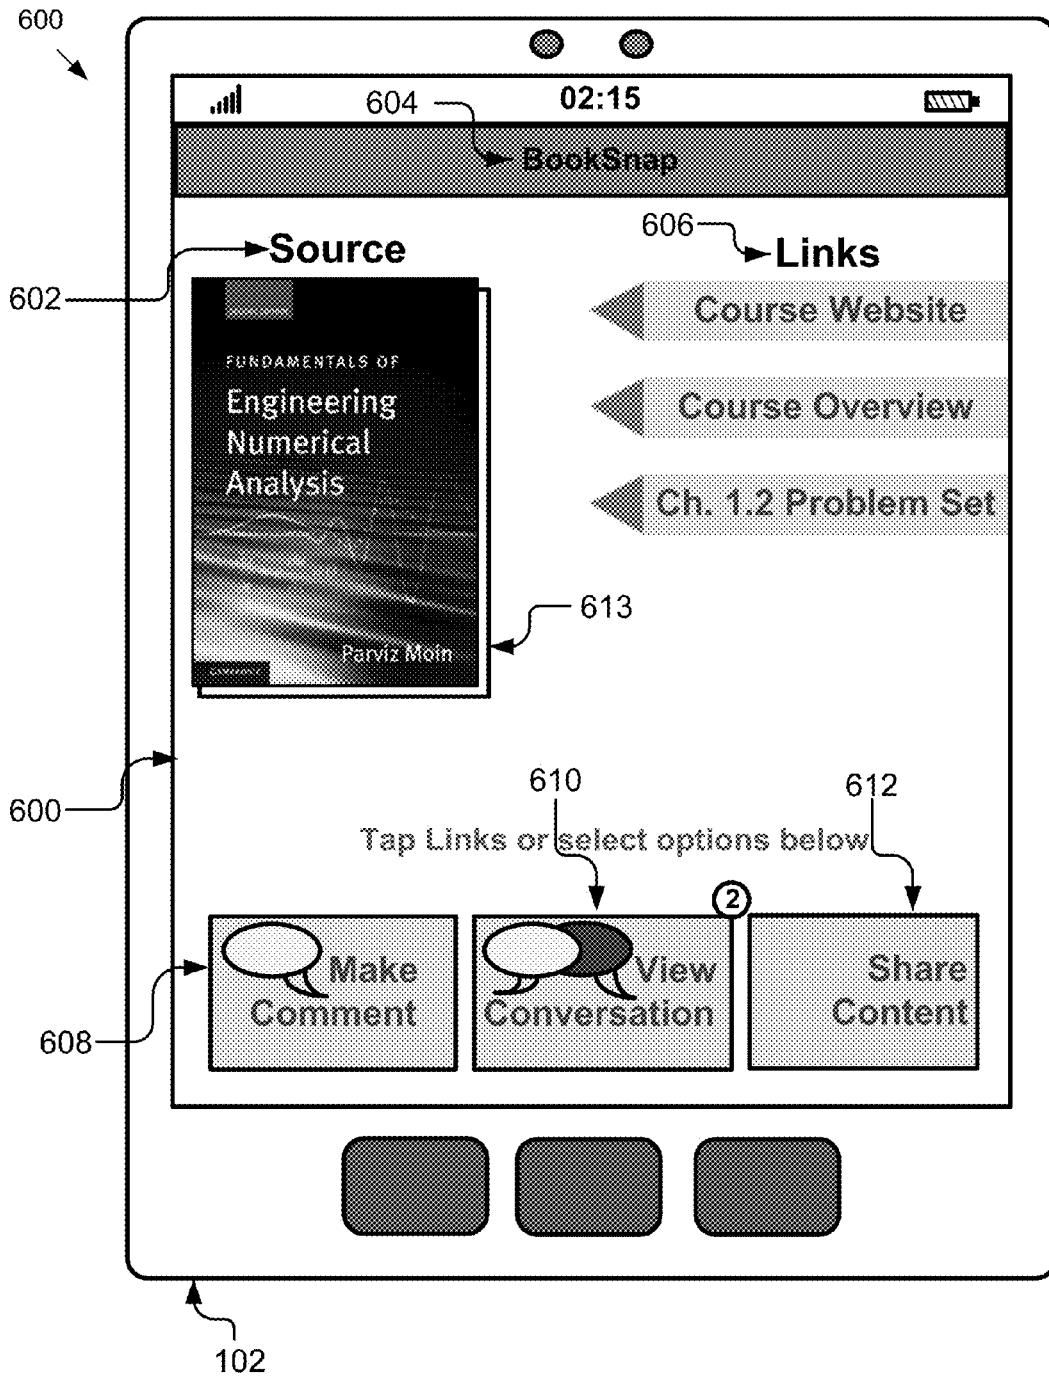 600
604
02:15
BookSnap
606
Source
Links
602
Course Website
FUNDAMENTALS OF
Engineering
Numerical
Analysis
Course Overview
Ch. 1.2 Problem Set
613
Parviz Moin
600
610
612
Tap Links or select options below
2
Make
Comment
View
Conversation
Share
Content
608
102